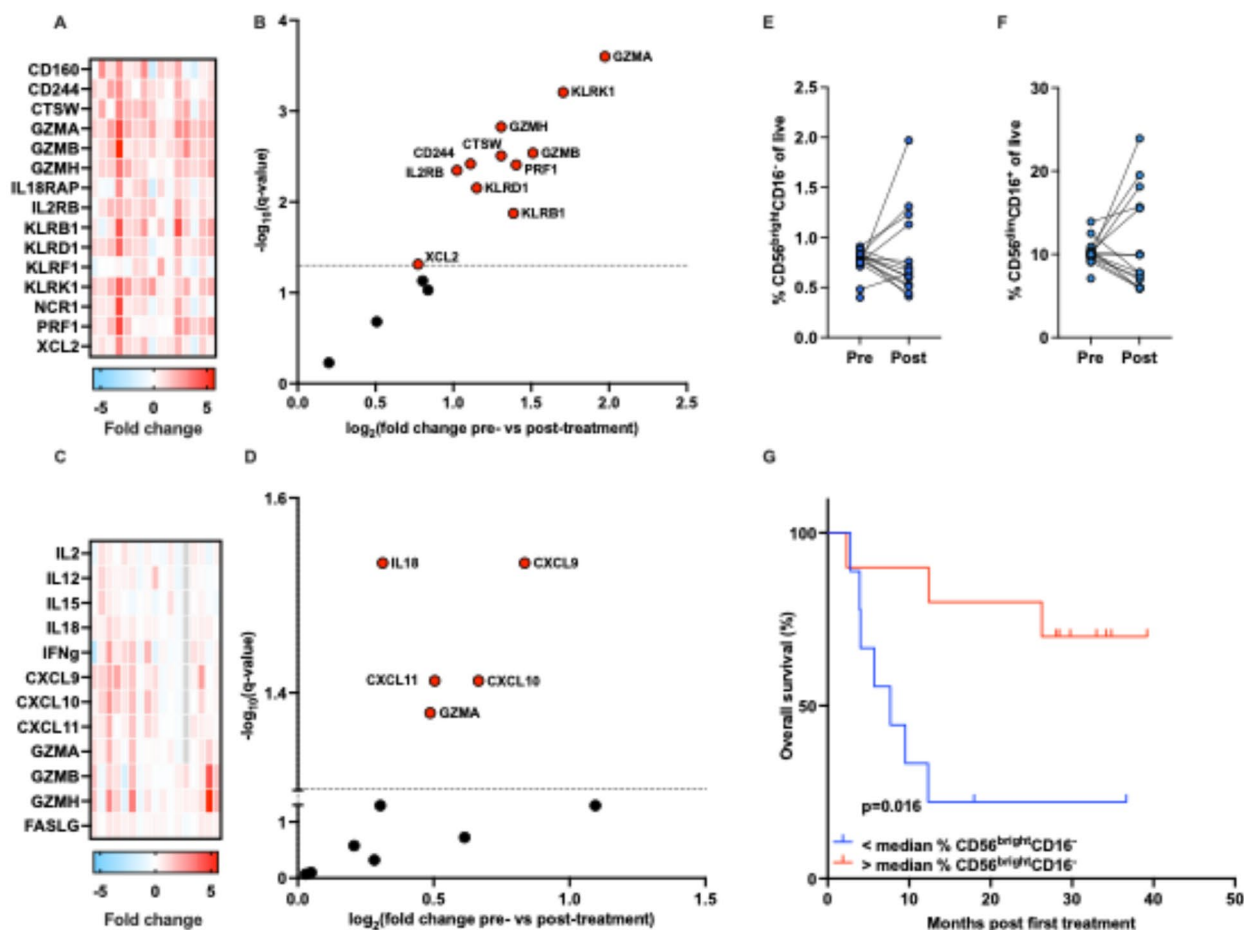 A
CD160
CD244
CTSW
GZMA
GZMB
GZMH
IL18RAP
IL2RB
KLRB1
KLRD1
KLRF1
KLRK1
NCR1
PRF1
XCL2
-5 0 5
Fold change
B
-log₁₀(q-value)
4
3
2
1
0
GZMA
KLRK1
GZMH
CTSW
CD244
GZMB
IL2RB
PRF1
KLRD1
KLRB1
XCL2
0.0 0.5 1.0 1.5 2.0 2.5
log₂(fold change pre- vs post-treatment)
E
% CD56ᵇʳⁱᵍʰᵗCD16⁻ of live
2.5
2.0
1.5
1.0
0.5
0.0
Pre Post
F
% CD56ᵈⁱᵐCD16⁺ of live
30
20
10
0
Pre Post
C
IL2
IL12
IL15
IL18
IFNg
CXCL9
CXCL10
CXCL11
GZMA
GZMB
GZMH
FASLG
-5 0 5
Fold change
D
-log₁₀(q-value)
1.6
1.4
1
0
IL18
CXCL9
CXCL11
CXCL10
GZMA
0.5 1.0 1.5
log₂(fold change pre- vs post-treatment)
G
Overall survival (%)
100
50
0
p=0.016
< median % CD56ᵇʳⁱᵍʰᵗCD16⁻
> median % CD56ᵇʳⁱᵍʰᵗCD16⁻
0 10 20 30 40 50
Months post first treatment